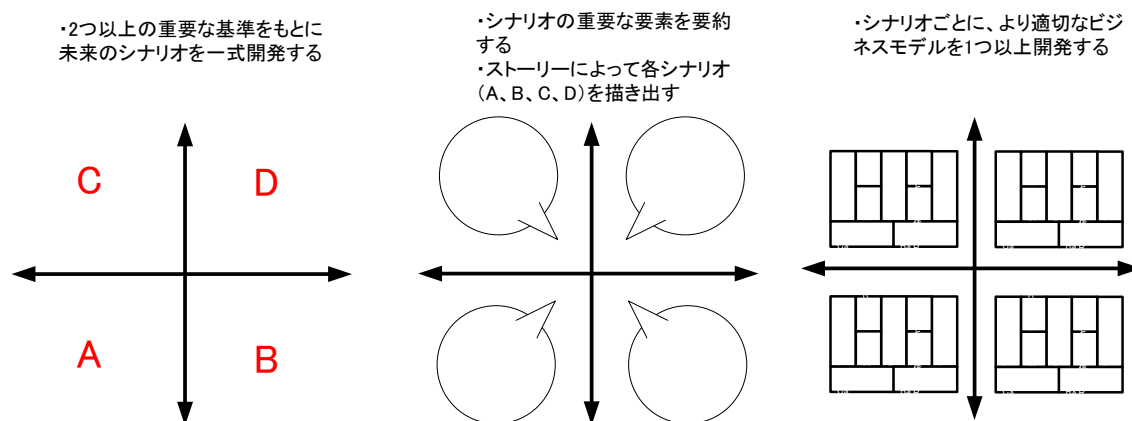 ・2つ以上の重要な基準をもとに
未来のシナリオを一式開発する
・シナリオの重要な要素を要約
する
・ストーリーによって各シナリオ
(A、B、C、D)を描き出す
・シナリオごとに、より適切なビジ
ネスモデルを1つ以上開発する
C
D
A
B